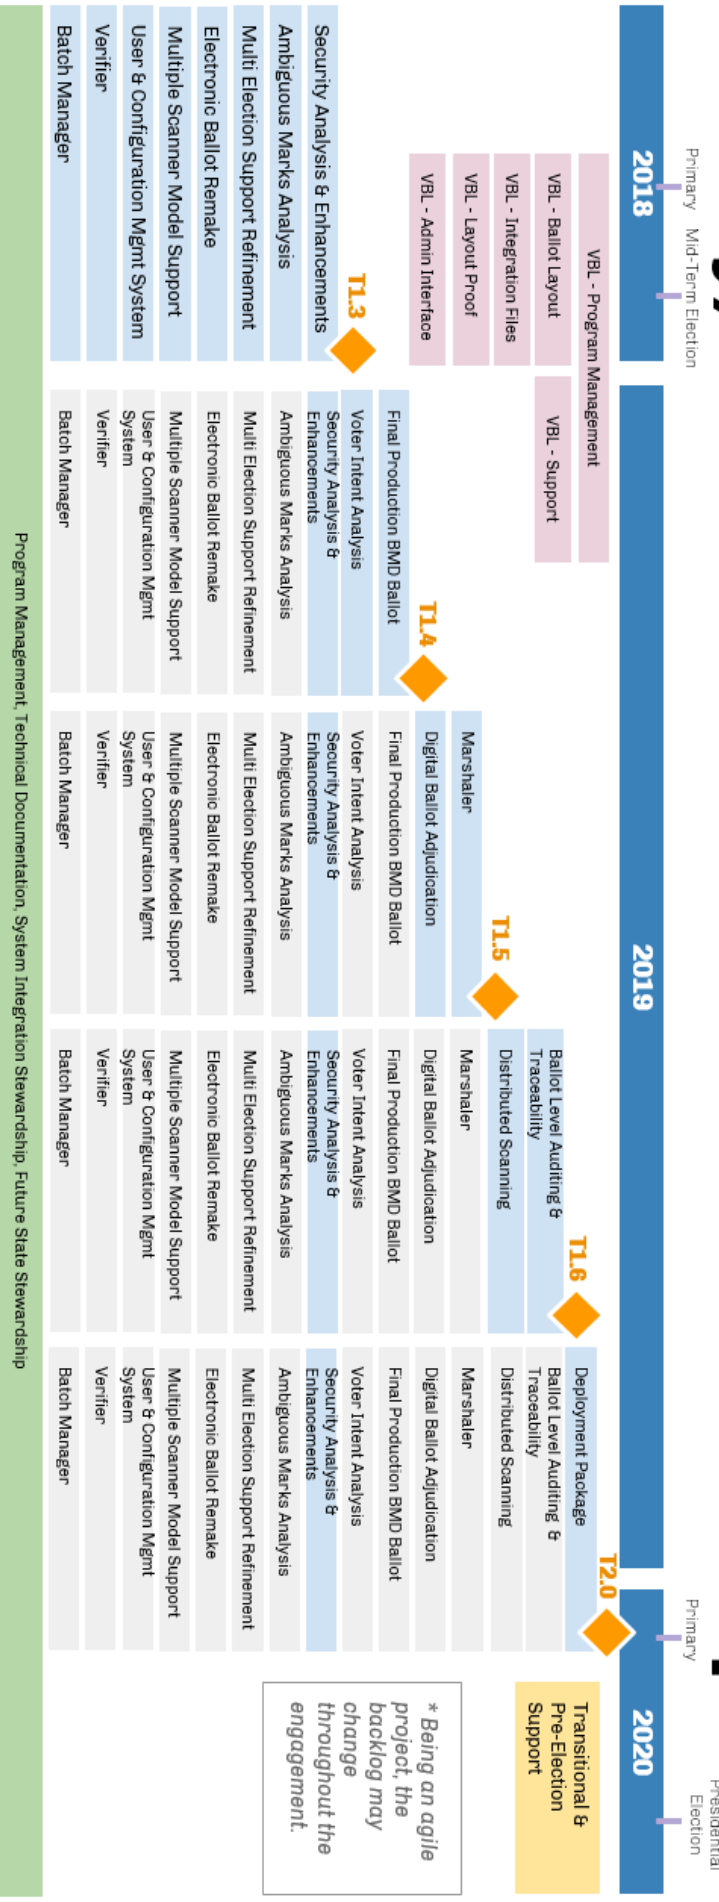 Primary
Mid-Term Election
Primary
Presidential
Election
2018
2019
2020
VBL - Program Management
VBL - Ballot Layout
VBL - Support
VBL - Integration Files
VBL - Layout Proof
VBL - Admin Interface
T1.3
Security Analysis & Enhancements
Ambiguous Marks Analysis
Multi Election Support Refinement
Electronic Ballot Remake
Multiple Scanner Model Support
User & Configuration Mgmt System
Verifier
Batch Manager
T1.4
Final Production BMD Ballot
Voter Intent Analysis
Security Analysis &
Enhancements
Ambiguous Marks Analysis
Multi Election Support Refinement
Electronic Ballot Remake
Multiple Scanner Model Support
User & Configuration Mgmt
System
Verifier
Batch Manager
T1.5
Marshaler
Digital Ballot Adjudication
Final Production BMD Ballot
Voter Intent Analysis
Security Analysis &
Enhancements
Ambiguous Marks Analysis
Multi Election Support Refinement
Electronic Ballot Remake
Multiple Scanner Model Support
User & Configuration Mgmt
System
Verifier
Batch Manager
T1.6
Ballot Level Auditing &
Traceability
Distributed Scanning
Marshaler
Digital Ballot Adjudication
Final Production BMD Ballot
Voter Intent Analysis
Security Analysis &
Enhancements
Ambiguous Marks Analysis
Multi Election Support Refinement
Electronic Ballot Remake
Multiple Scanner Model Support
User & Configuration Mgmt
System
Verifier
Batch Manager
T2.0
Deployment Package
Ballot Level Auditing &
Traceability
Distributed Scanning
Marshaler
Digital Ballot Adjudication
Final Production BMD Ballot
Voter Intent Analysis
Security Analysis &
Enhancements
Ambiguous Marks Analysis
Multi Election Support Refinement
Electronic Ballot Remake
Multiple Scanner Model Support
User & Configuration Mgmt
System
Verifier
Batch Manager
Transitional &
Pre-Election
Support
* Being an agile
project, the
backlog may
change
throughout the
engagement.
Program Management, Technical Documentation, System Integration Stewardship, Future State Stewardship